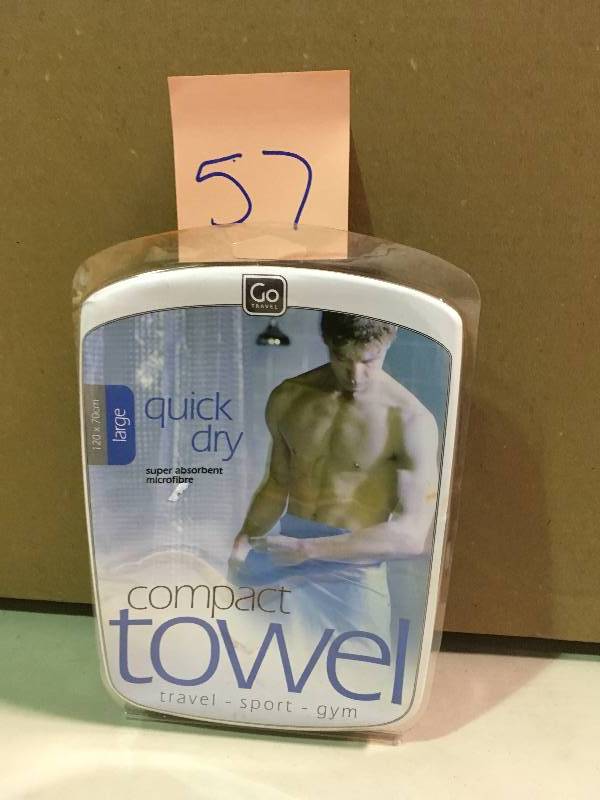 57
Go
TRAVEL
120 x 70cm
large
quick
dry
super absorbent
microfibre
compact
towel
travel - sport - gym